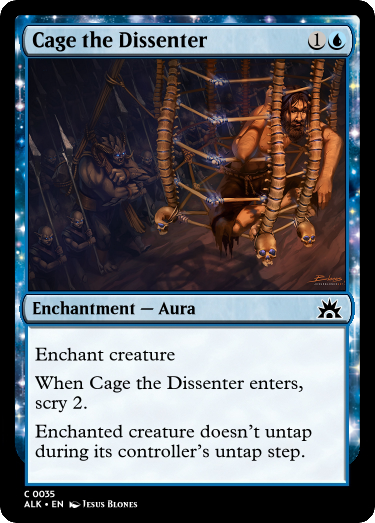 Cage the Dissenter 1
Enchantment — Aura
Enchant creature
When Cage the Dissenter enters,
scry 2.
Enchanted creature doesn't untap
during its controller's untap step.
C 0035
ALK • EN Jesus Blones